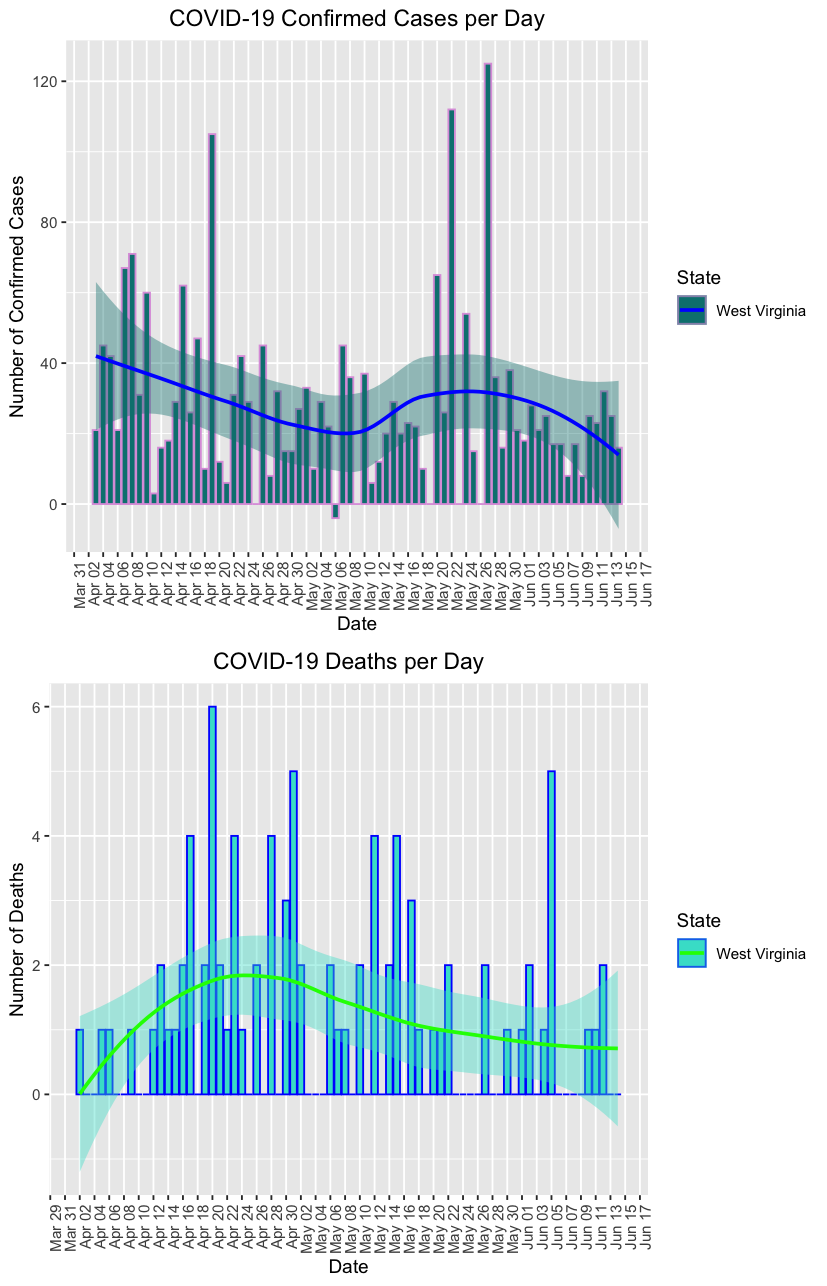 COVID-19 Confirmed Cases per Day
Number of Confirmed Cases
120
80
40
0
Mar 31
Apr 02
Apr 04
Apr 06
Apr 08
Apr 10
Apr 12
Apr 14
Apr 16
Apr 18
Apr 20
Apr 22
Apr 24
Apr 26
Apr 28
Apr 30
May 02
May 04
May 06
May 08
May 10
May 12
May 14
May 16
May 18
May 20
May 22
May 24
May 26
May 28
May 30
Jun 01
Jun 03
Jun 05
Jun 07
Jun 09
Jun 11
Jun 13
Jun 15
Jun 17
Date
State
West Virginia
COVID-19 Deaths per Day
Number of Deaths
6
4
2
0
Mar 29
Mar 31
Apr 02
Apr 04
Apr 06
Apr 08
Apr 10
Apr 12
Apr 14
Apr 16
Apr 18
Apr 20
Apr 22
Apr 24
Apr 26
Apr 28
Apr 30
May 02
May 04
May 06
May 08
May 10
May 12
May 14
May 16
May 18
May 20
May 22
May 24
May 26
May 28
May 30
Jun 01
Jun 03
Jun 05
Jun 07
Jun 09
Jun 11
Jun 13
Jun 15
Jun 17
Date
State
West Virginia